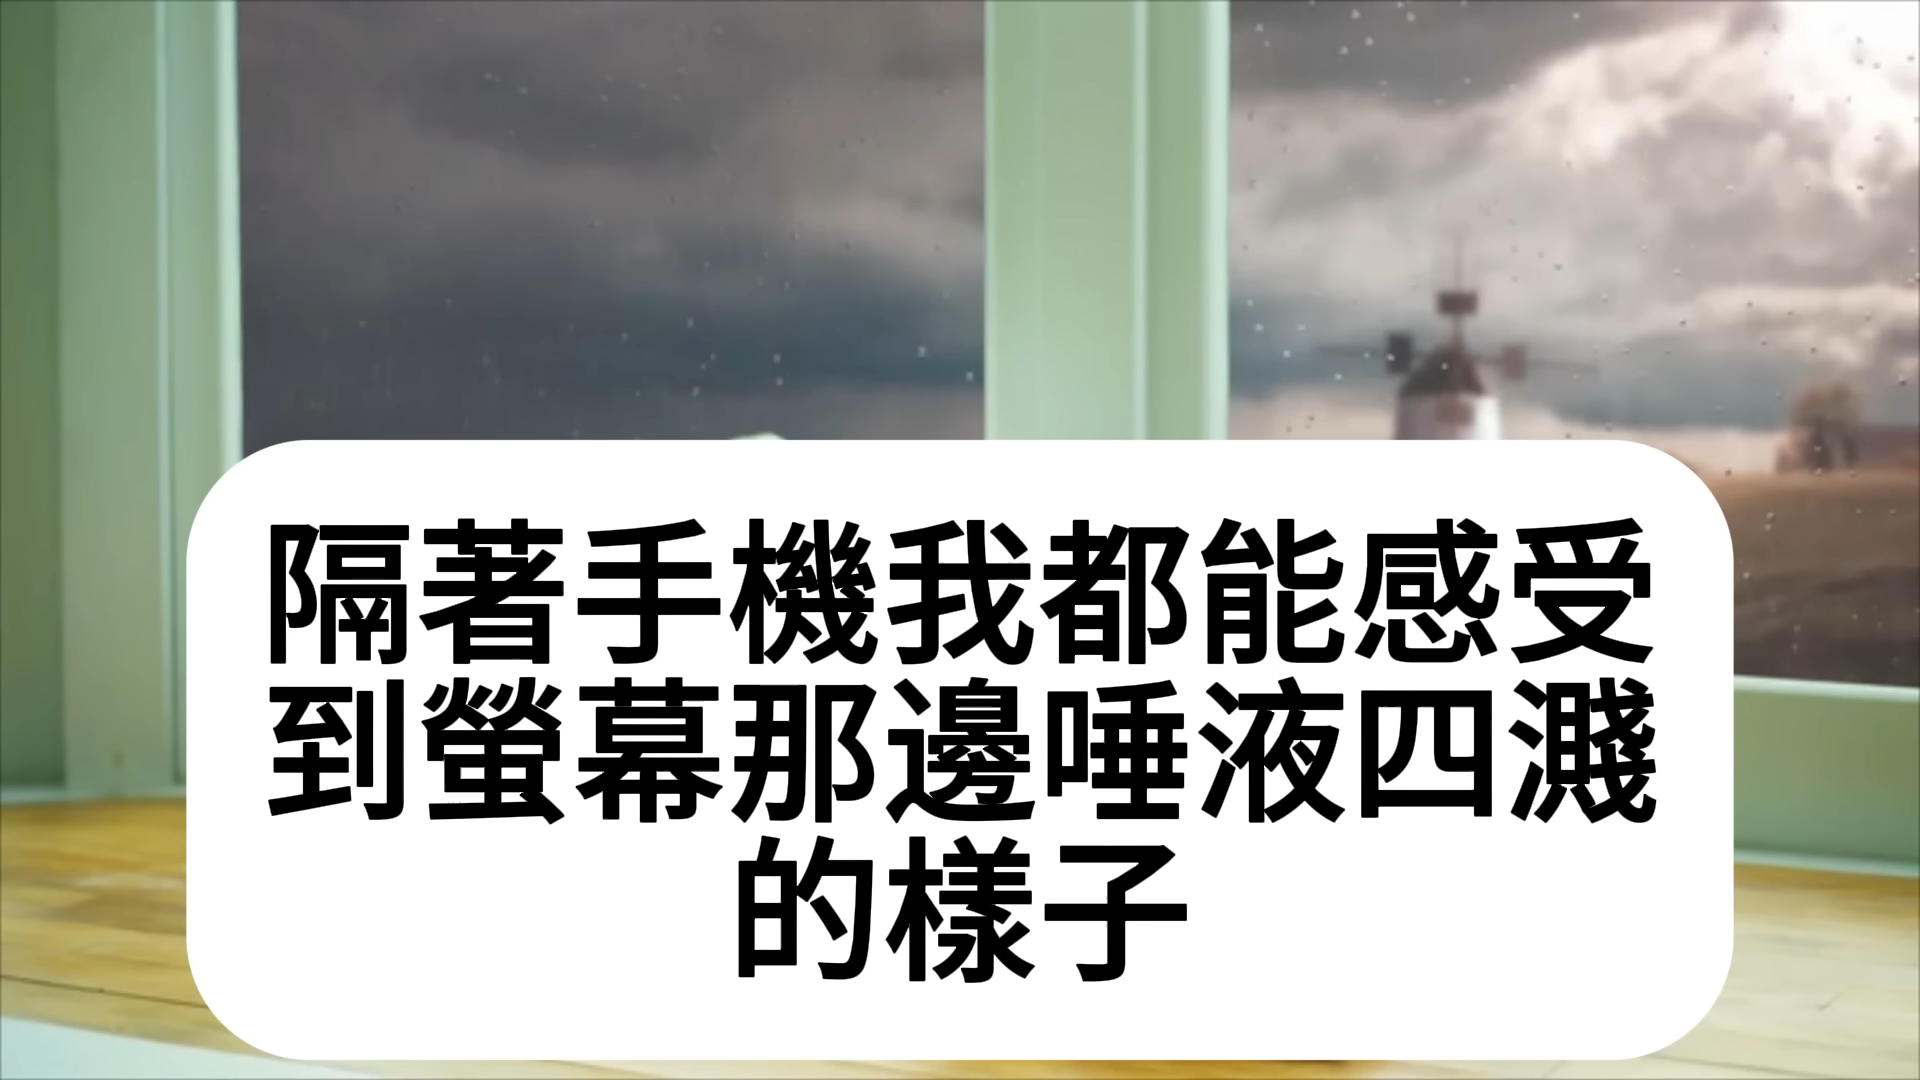 隔著手機我都能感受
到螢幕那邊唾液四濺
的樣子